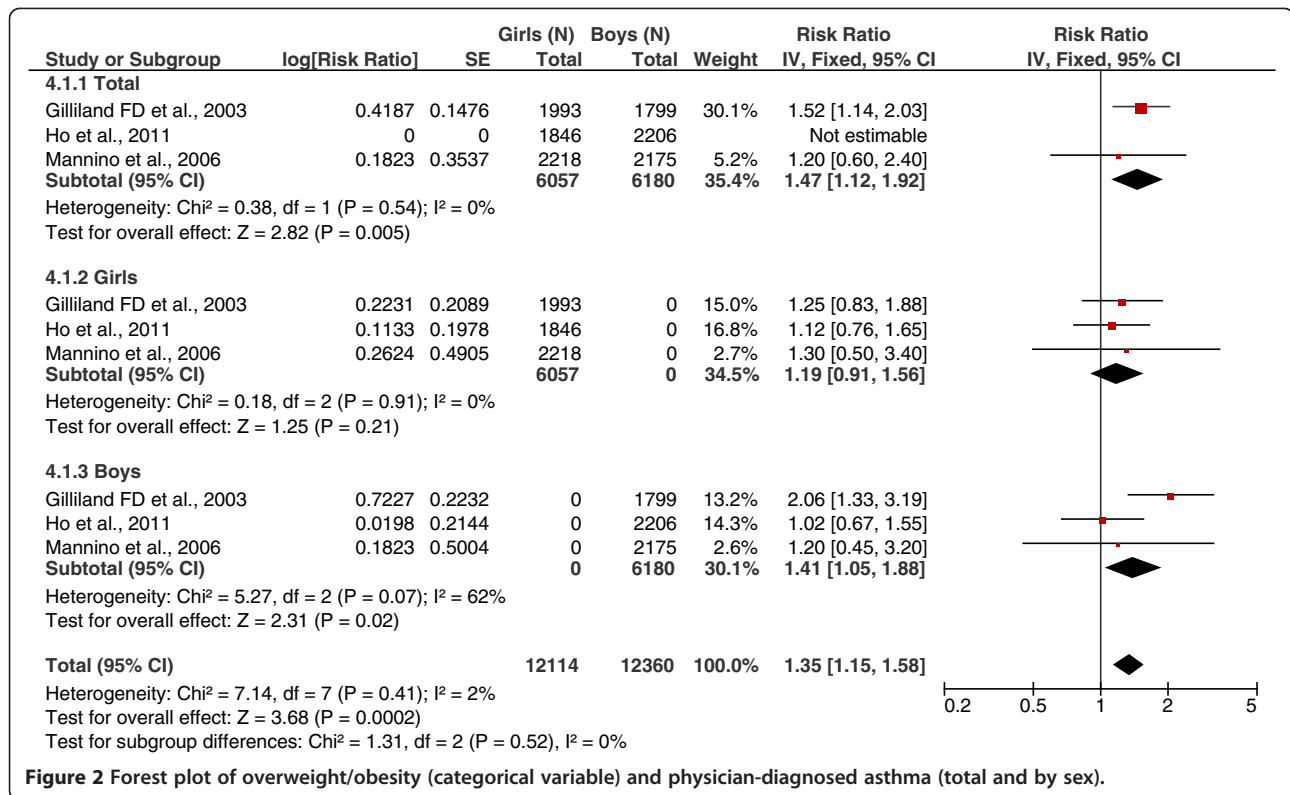 Girls (N) Boys (N) Risk Ratio Risk Ratio
Study or Subgroup log[Risk Ratio] SE Total Total Weight IV, Fixed, 95% CI IV, Fixed, 95% CI
4.1.1 Total
Gilliland FD et al., 2003 0.4187 0.1476 1993 1799 30.1% 1.52 [1.14, 2.03]
Ho et al., 2011 0 0 1846 2206 Not estimable
Mannino et al., 2006 0.1823 0.3537 2218 2175 5.2% 1.20 [0.60, 2.40]
Subtotal (95% CI) 6057 6180 35.4% 1.47 [1.12, 1.92]
Heterogeneity: Chi² = 0.38, df = 1 (P = 0.54); I² = 0%
Test for overall effect: Z = 2.82 (P = 0.005)
4.1.2 Girls
Gilliland FD et al., 2003 0.2231 0.2089 1993 0 15.0% 1.25 [0.83, 1.88]
Ho et al., 2011 0.1133 0.1978 1846 0 16.8% 1.12 [0.76, 1.65]
Mannino et al., 2006 0.2624 0.4905 2218 0 2.7% 1.30 [0.50, 3.40]
Subtotal (95% CI) 6057 0 34.5% 1.19 [0.91, 1.56]
Heterogeneity: Chi² = 0.18, df = 2 (P = 0.91); I² = 0%
Test for overall effect: Z = 1.25 (P = 0.21)
4.1.3 Boys
Gilliland FD et al., 2003 0.7227 0.2232 0 1799 13.2% 2.06 [1.33, 3.19]
Ho et al., 2011 0.0198 0.2144 0 2206 14.3% 1.02 [0.67, 1.55]
Mannino et al., 2006 0.1823 0.5004 0 2175 2.6% 1.20 [0.45, 3.20]
Subtotal (95% CI) 0 6180 30.1% 1.41 [1.05, 1.88]
Heterogeneity: Chi² = 5.27, df = 2 (P = 0.07); I² = 62%
Test for overall effect: Z = 2.31 (P = 0.02)
Total (95% CI) 12114 12360 100.0% 1.35 [1.15, 1.58]
Heterogeneity: Chi² = 7.14, df = 7 (P = 0.41); I² = 2%
0.2 0.5 1 2 5
Test for overall effect: Z = 3.68 (P = 0.0002)
Test for subgroup differences: Chi² = 1.31, df = 2 (P = 0.52), I² = 0%
Figure 2 Forest plot of overweight/obesity (categorical variable) and physician-diagnosed asthma (total and by sex).